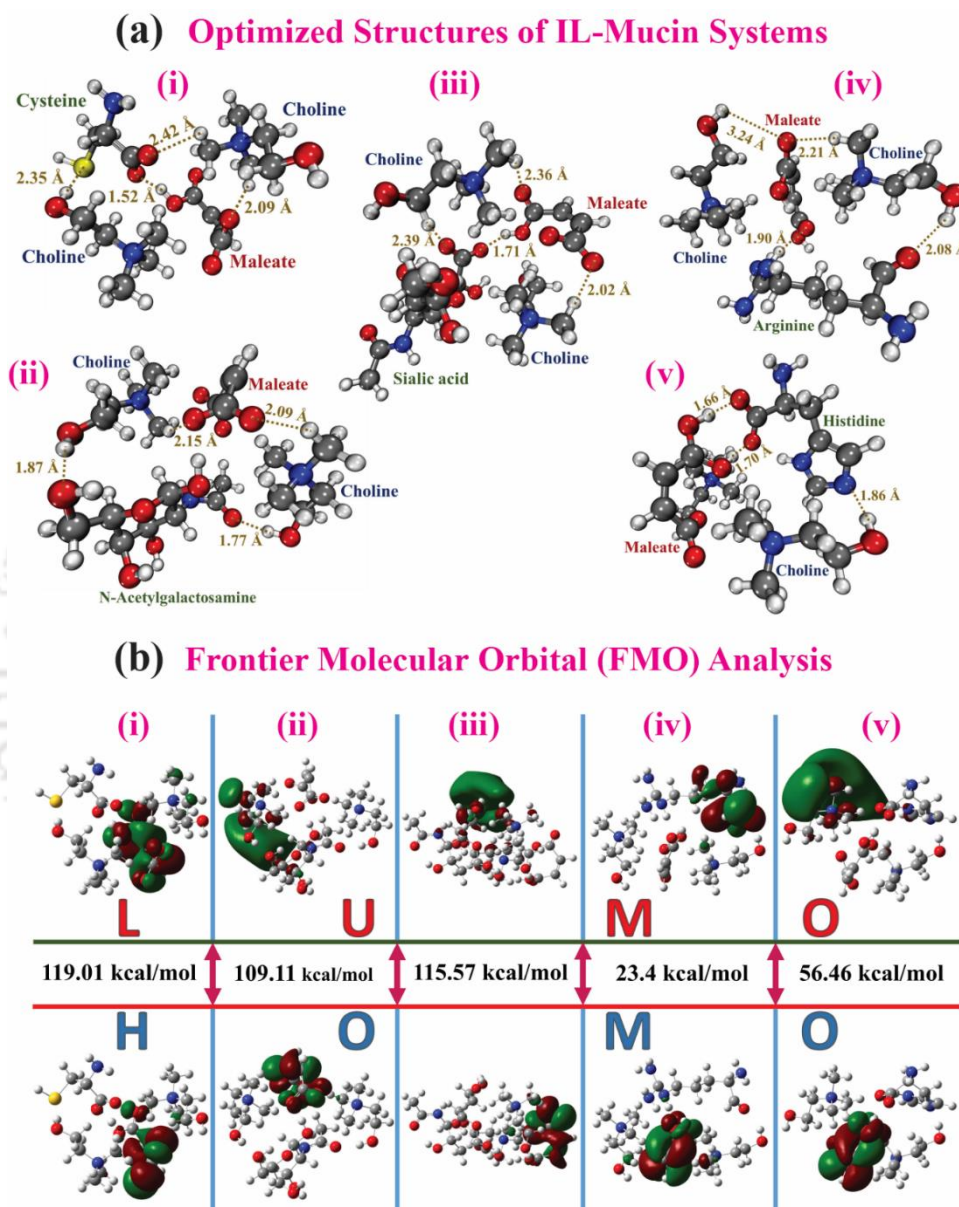 (a) Optimized Structures of IL-Mucin Systems
(i)
Cysteine
Choline
2.42 Å
2.35 Å
1.52 Å
2.09 Å
Choline
Maleate
(iii)
2.36 Å
Maleate
2.39 Å
1.71 Å
2.02 Å
Choline
Sialic acid
(iv)
Maleate
3.24 Å
2.21 Å
Choline
1.90 Å
2.08 Å
Choline
Arginine
(ii)
Choline
Maleate
2.09 Å
2.15 Å
1.87 Å
Choline
1.77 Å
N-Acetylgalactosamine
(v)
1.66 Å
Histidine
1.70 Å
1.86 Å
Maleate
Choline
(b) Frontier Molecular Orbital (FMO) Analysis
(i) (ii) (iii) (iv) (v)
L U M O
119.01 kcal/mol 109.11 kcal/mol 115.57 kcal/mol 23.4 kcal/mol 56.46 kcal/mol
H O M O